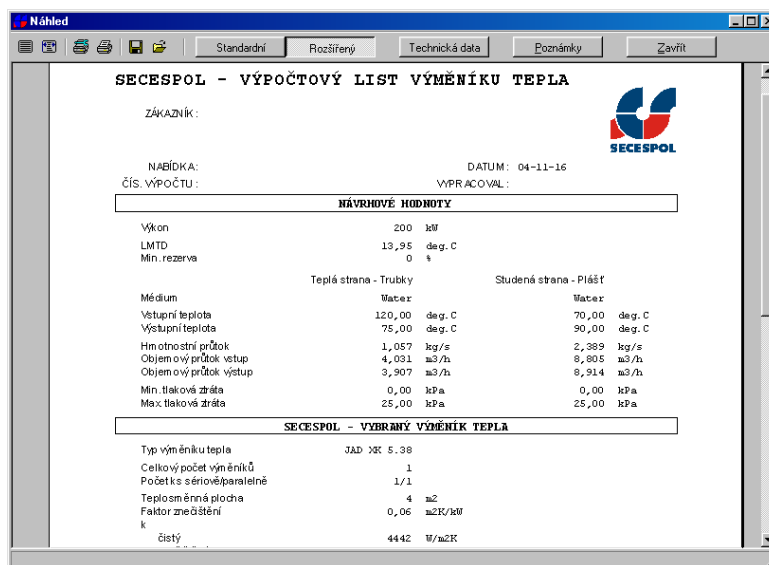 Náhled
Standardní Rozšířený Technická data Poznámky Zavřít
SECESPOL - VÝPOČTOVÝ LIST VÝMĚNÍKU TEPLA
ZÁKAZNÍK:
SECESPOL
NABÍDKA: DATUM: 04-11-16
ČÍS. VÝPOČTU: VYPRACOVAL:
NÁVRHOVÉ HODNOTY
Výkon 200 kW
LMTD 13,95 deg.C
Min.rezerva 0 %
Teplá strana - Trubky Studená strana - Plášť
Médium Water Water
Vstupní teplota 120,00 deg.C 70,00 deg.C
Výstupní teplota 75,00 deg.C 90,00 deg.C
Hmotnostní průtok 1,057 kg/s 2,389 kg/s
Objemový průtok vstup 4,031 m3/h 8,805 m3/h
Objemový průtok výstup 3,907 m3/h 8,914 m3/h
Min.tlaková ztráta 0,00 kPa 0,00 kPa
Max.tlaková ztráta 25,00 kPa 25,00 kPa
SECESPOL - VYBRANÝ VÝMĚNÍK TEPLA
Typ výměníku tepla JAD XK 5.38
Celkový počet výměníků 1
Počet ks sériově/paralelně 1/1
Teplosměnná plocha 4 m2
Faktor znečištění 0,06 m2K/kW
k
čistý 4442 W/m2K